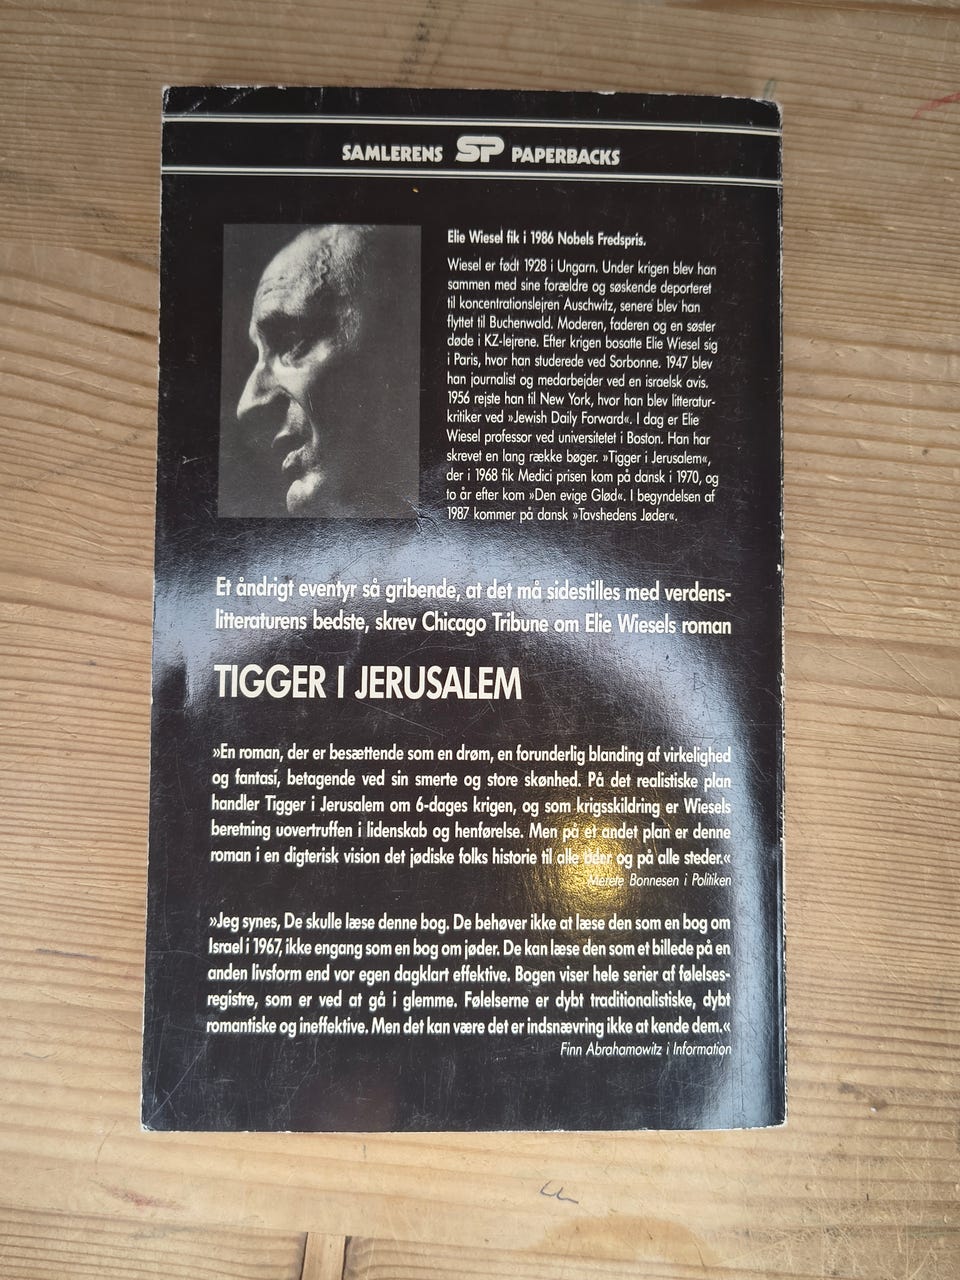 SAMLERENS SP PAPERBACKS
Elie Wiesel fik i 1986 Nobels Fredspris.
Wiesel er født 1928 i Ungarn. Under krigen blev han
sammen med sine forældre og søskende deporteret
til koncentrationslejren Auschwitz, senere blev han
flyttet til Buchenwald. Moderen, faderen og en søster
døde i KZ-lejrene. Efter krigen bosatte Elie Wiesel sig
i Paris, hvor han studerede ved Sorbonne. 1947 blev
han journalist og medarbejder ved en israelsk avis.
1956 rejste han til New York, hvor han blev litteratur-
kritiker ved »Jewish Daily Forward«. I dag er Elie
Wiesel professor ved universitetet i Boston. Han har
skrevet en lang række bøger. »Tigger i Jerusalem«,
der i 1968 fik Medici prisen kom på dansk i 1970, og
to år efter kom »Den evige Glød«. I begyndelsen af
1987 kommer på dansk »Tavshedens Jøder«.
Et åndrigt eventyr så gribende, at det må sidestilles med verdens-
litteraturens bedste, skrev Chicago Tribune om Elie Wiesels roman
TIGGER I JERUSALEM
»En roman, der er besættende som en drøm, en forunderlig blanding af virkelighed
og fantasi, betagende ved sin smerte og store skønhed. På det realistiske plan
handler Tigger i Jerusalem om 6-dages krigen, og som krigsskildring er Wiesels
beretning uovertruffen i lidenskab og henførelse. Men på et andet plan er denne
roman i en digterisk vision det jødiske folks historie til alle tider og på alle steder.«
Merete Bonnesen i Politiken
»Jeg synes, De skulle læse denne bog. De behøver ikke at læse den som en bog om
Israel i 1967, ikke engang som en bog om jøder. De kan læse den som et billede på en
anden livsform end vor egen dagklart effektive. Bogen viser hele serier af følelses-
registre, som er ved at gå i glemme. Følelserne er dybt traditionalistiske, dybt
romantiske og ineffektive. Men det kan være det er indsnævring ikke at kende dem.«
Finn Abrahamowitz i Information